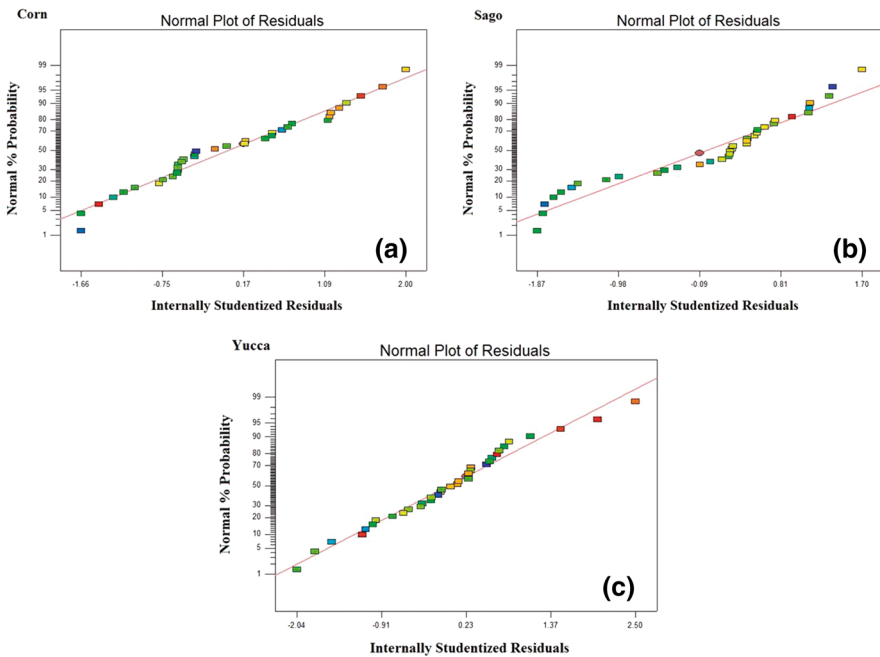 Corn
Normal Plot of Residuals
Normal % Probability
99
95
90
80
70
50
30
20
10
5
1
-1.66 -0.75 0.17 1.09 2.00
Internally Studentized Residuals
(a)
Sago
Normal Plot of Residuals
Normal % Probability
99
95
90
80
70
50
30
20
10
5
1
-1.87 -0.98 -0.09 0.81 1.70
Internally Studentized Residuals
(b)
Yucca
Normal Plot of Residuals
Normal % Probability
99
95
90
80
70
50
30
20
10
5
1
-2.04 -0.91 0.23 1.37 2.50
Internally Studentized Residuals
(c)